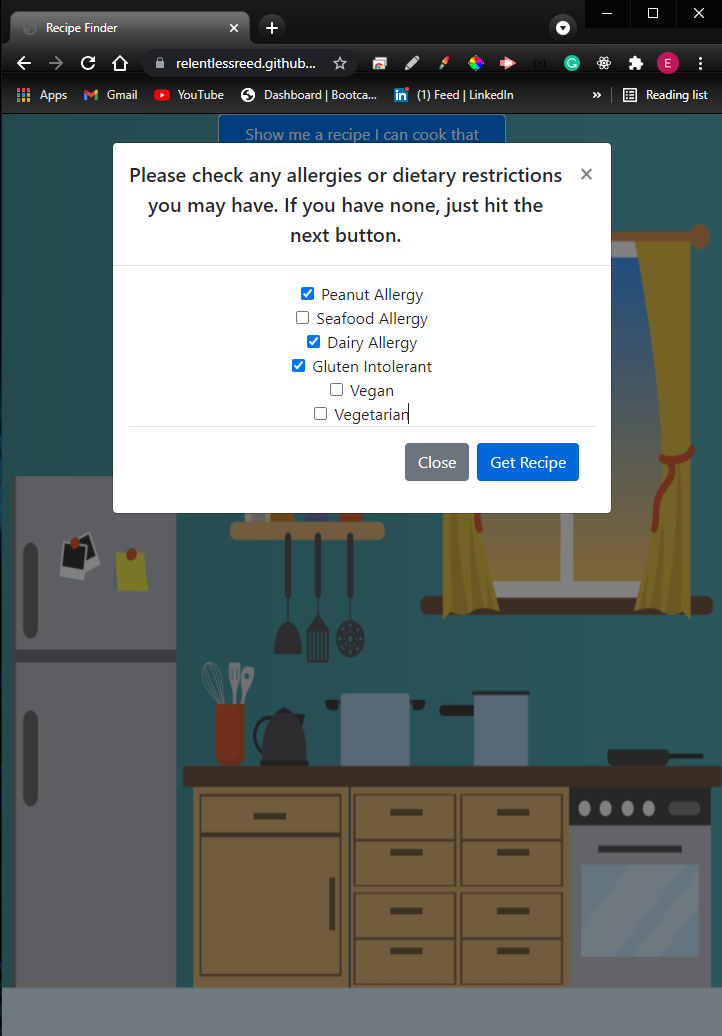 Recipe Finder
relentlessreed.github...
E
Apps
Gmail
YouTube
Dashboard | Bootca...
(1) Feed | LinkedIn
»
Reading list
Show me a recipe I can cook that
Please check any allergies or dietary restrictions
you may have. If you have none, just hit the
next button.
×
Peanut Allergy
Seafood Allergy
Dairy Allergy
Gluten Intolerant
Vegan
Vegetarian
Close
Get Recipe